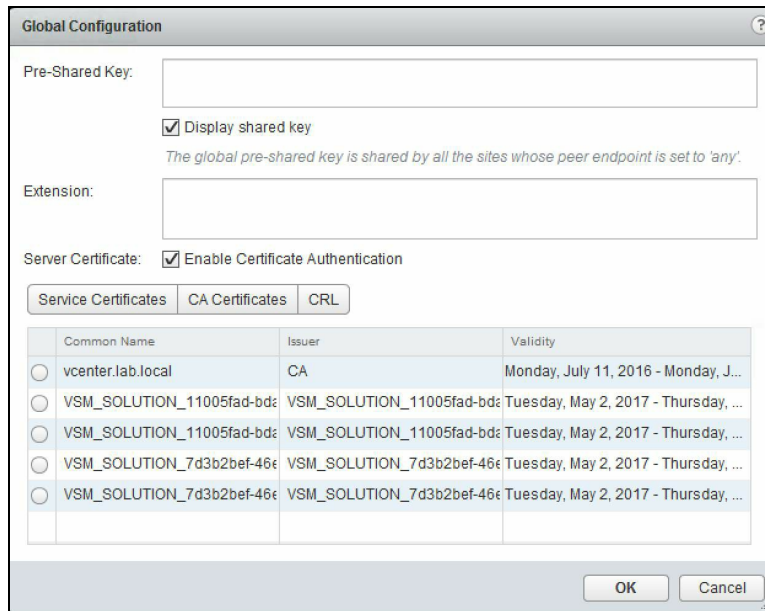 Global Configuration
?
Pre-Shared Key:
Display shared key
The global pre-shared key is shared by all the sites whose peer endpoint is set to 'any'.
Extension:
Server Certificate: Enable Certificate Authentication
Service Certificates CA Certificates CRL
Common Name Issuer Validity
vcenter.lab.local CA Monday, July 11, 2016 - Monday, J...
VSM_SOLUTION_11005fad-bda VSM_SOLUTION_11005fad-bda Tuesday, May 2, 2017 - Thursday, ...
VSM_SOLUTION_11005fad-bda VSM_SOLUTION_11005fad-bda Tuesday, May 2, 2017 - Thursday, ...
VSM_SOLUTION_7d3b2bef-46e VSM_SOLUTION_7d3b2bef-46e Tuesday, May 2, 2017 - Thursday, ...
VSM_SOLUTION_7d3b2bef-46e VSM_SOLUTION_7d3b2bef-46e Tuesday, May 2, 2017 - Thursday, ...
OK Cancel